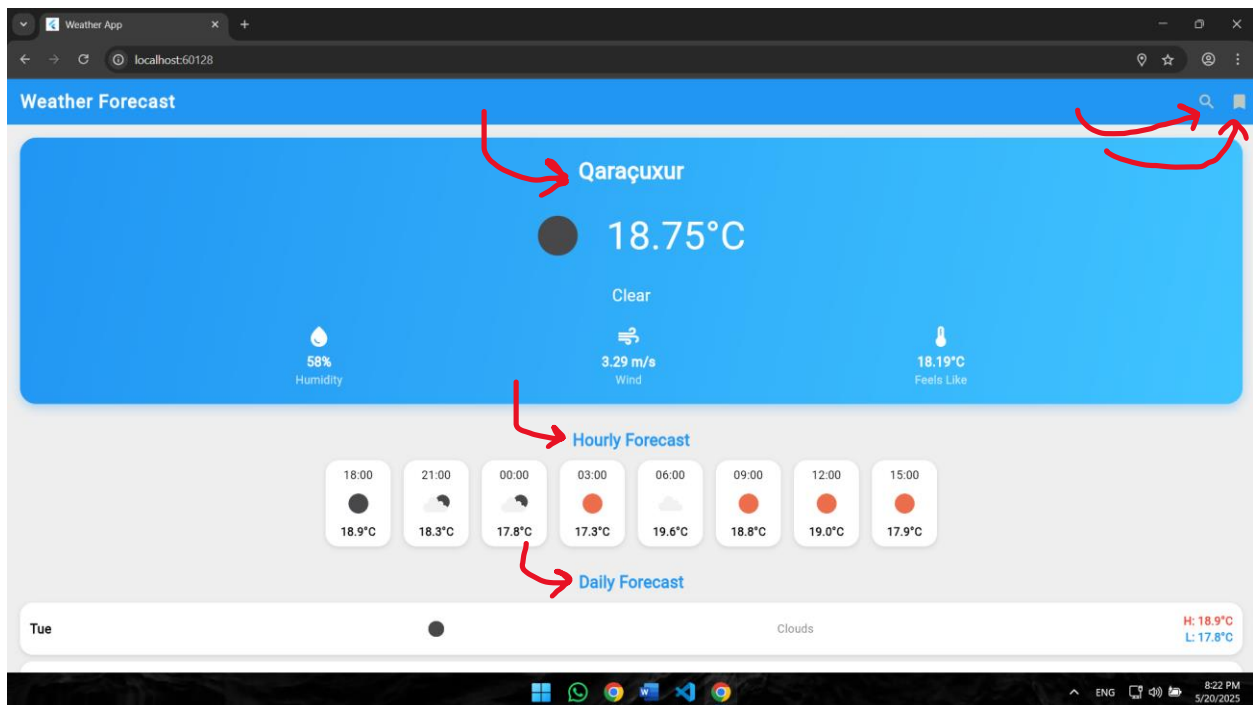 Weather App
localhost:60128
Weather Forecast
Qaraçuxur
18.75°C
Clear
58% 3.29 m/s 18.19°C
Humidity Wind Feels Like
Hourly Forecast
18:00 21:00 00:00 03:00 06:00 09:00 12:00 15:00
18.9°C 18.3°C 17.8°C 17.3°C 19.6°C 18.8°C 19.0°C 17.9°C
Daily Forecast
Tue Clouds H: 18.9°C
L: 17.8°C
ENG 8:22 PM
5/20/2025